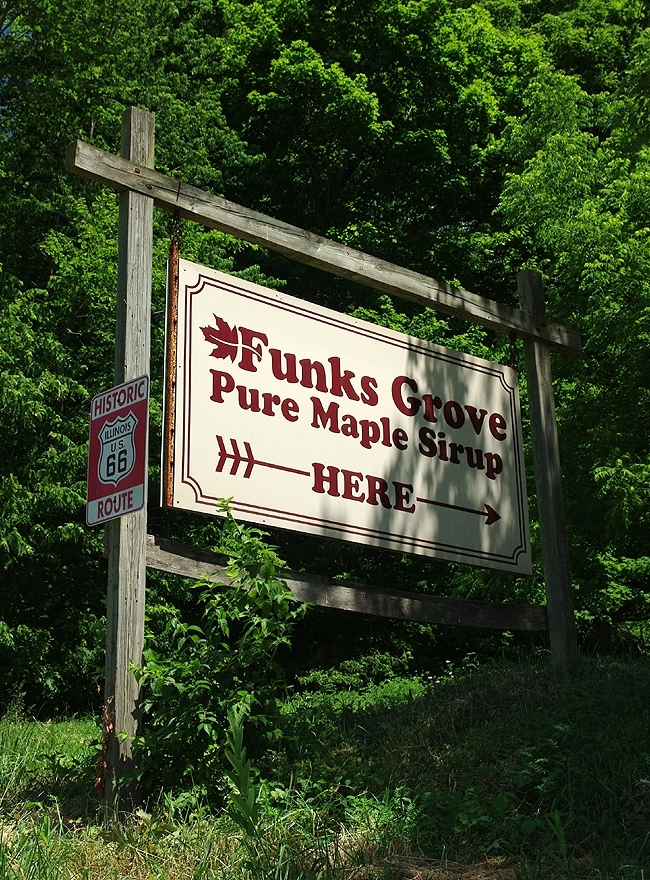 Funks Grove
Pure Maple Sirup
HERE
HISTORIC
ILLINOIS
U.S.
66
ROUTE